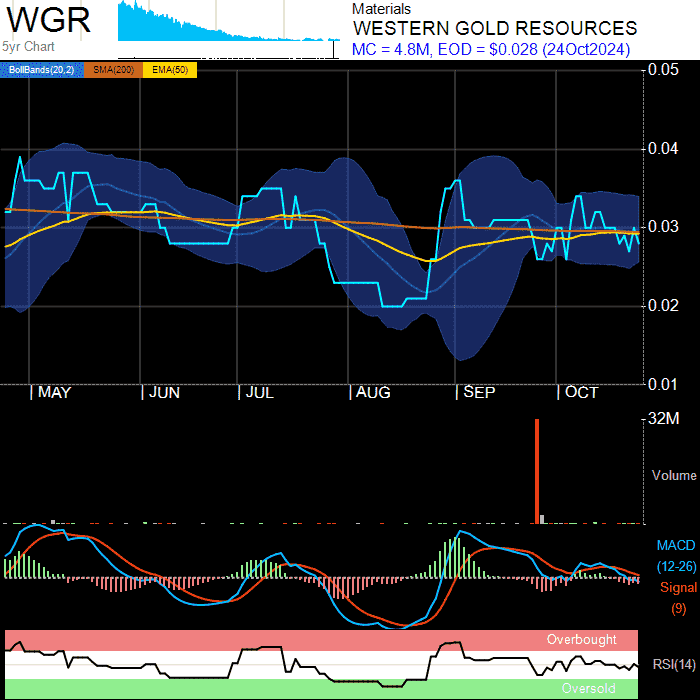 WGR
5yr Chart
Materials
WESTERN GOLD RESOURCES
MC = 4.8M, EOD = $0.028 (24Oct2024)
BollBands(20,2) SMA(200) EMA(50)
0.05
0.04
0.03
0.02
0.01
MAY JUN JUL AUG SEP OCT
32M
Volume
MACD
(12-26)
Signal
(9)
Overbought
RSI(14)
Oversold